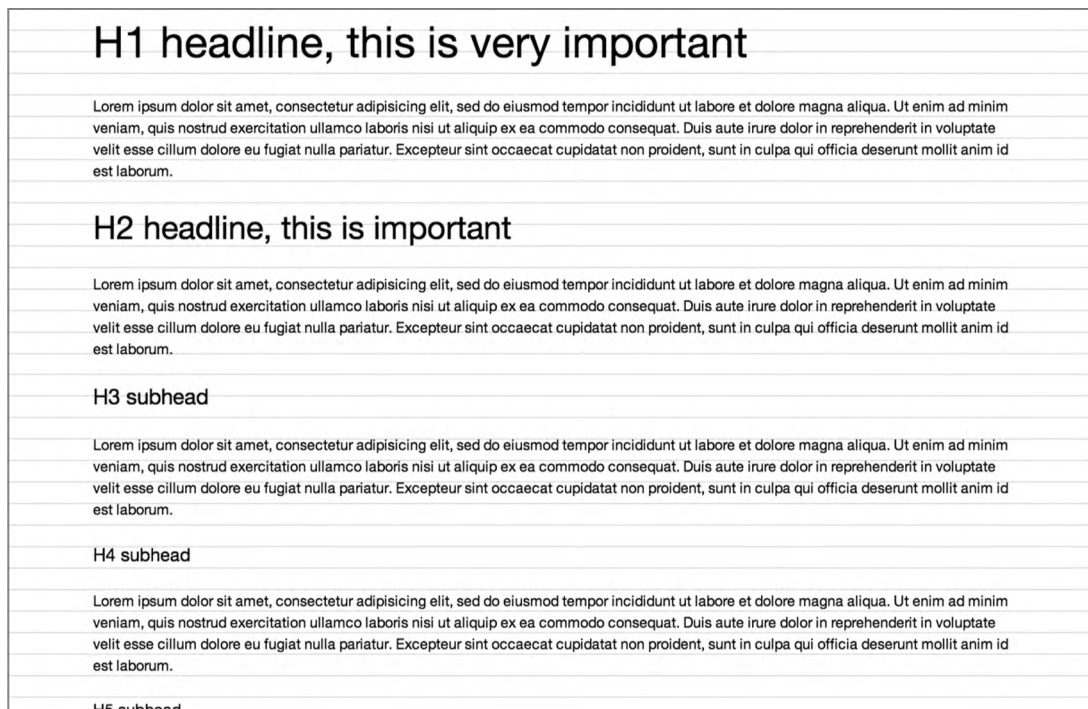 H1 headline, this is very important
Lorem ipsum dolor sit amet, consectetur adipisicing elit, sed do eiusmod tempor incididunt ut labore et dolore magna aliqua. Ut enim ad minim
veniam, quis nostrud exercitation ullamco laboris nisi ut aliquip ex ea commodo consequat. Duis aute irure dolor in reprehenderit in voluptate
velit esse cillum dolore eu fugiat nulla pariatur. Excepteur sint occaecat cupidatat non proident, sunt in culpa qui officia deserunt mollit anim id
est laborum.
H2 headline, this is important
Lorem ipsum dolor sit amet, consectetur adipisicing elit, sed do eiusmod tempor incididunt ut labore et dolore magna aliqua. Ut enim ad minim
veniam, quis nostrud exercitation ullamco laboris nisi ut aliquip ex ea commodo consequat. Duis aute irure dolor in reprehenderit in voluptate
velit esse cillum dolore eu fugiat nulla pariatur. Excepteur sint occaecat cupidatat non proident, sunt in culpa qui officia deserunt mollit anim id
est laborum.
H3 subhead
Lorem ipsum dolor sit amet, consectetur adipisicing elit, sed do eiusmod tempor incididunt ut labore et dolore magna aliqua. Ut enim ad minim
veniam, quis nostrud exercitation ullamco laboris nisi ut aliquip ex ea commodo consequat. Duis aute irure dolor in reprehenderit in voluptate
velit esse cillum dolore eu fugiat nulla pariatur. Excepteur sint occaecat cupidatat non proident, sunt in culpa qui officia deserunt mollit anim id
est laborum.
H4 subhead
Lorem ipsum dolor sit amet, consectetur adipisicing elit, sed do eiusmod tempor incididunt ut labore et dolore magna aliqua. Ut enim ad minim
veniam, quis nostrud exercitation ullamco laboris nisi ut aliquip ex ea commodo consequat. Duis aute irure dolor in reprehenderit in voluptate
velit esse cillum dolore eu fugiat nulla pariatur. Excepteur sint occaecat cupidatat non proident, sunt in culpa qui officia deserunt mollit anim id
est laborum.
H5 subhead